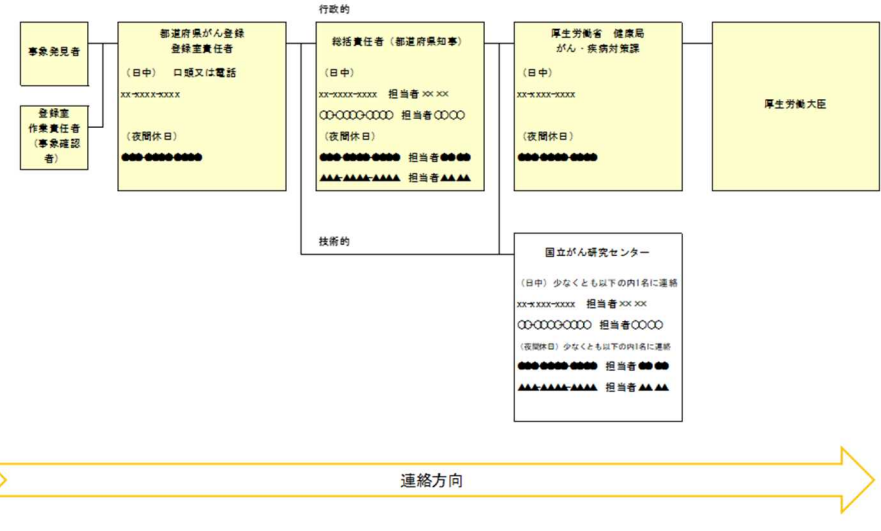 行政的
事象発見者
登録室
作業責任者
(事象確認
者)
都道府県がん登録
登録室責任者
(日中) 口頭又は電話
xx-xxxx-xxxx
(夜間休日)
●●●-●●●●-●●●●
総括責任者(都道府県知事)
(日中)
xx-xxxx-xxxx 担当者××××
○○-○○○○-○○○○ 担当者○○○○
(夜間休日)
●●●-●●●●-●●●● 担当者●●●●
▲▲▲-▲▲▲▲-▲▲▲▲ 担当者▲▲▲▲
厚生労働省 健康局
がん・疾病対策課
(日中)
xx-xxxx-xxxx
(夜間休日)
●●●-●●●●-●●●●
厚生労働大臣
技術的
国立がん研究センター
(日中)少なくとも以下の内1名に連絡
xx-xxxx-xxxx 担当者××××
○○-○○○○-○○○○ 担当者○○○○
(夜間休日)少なくとも以下の内1名に連絡
●●●-●●●●-●●●● 担当者●●●●
▲▲▲-▲▲▲▲-▲▲▲▲ 担当者▲▲▲▲
連絡方向